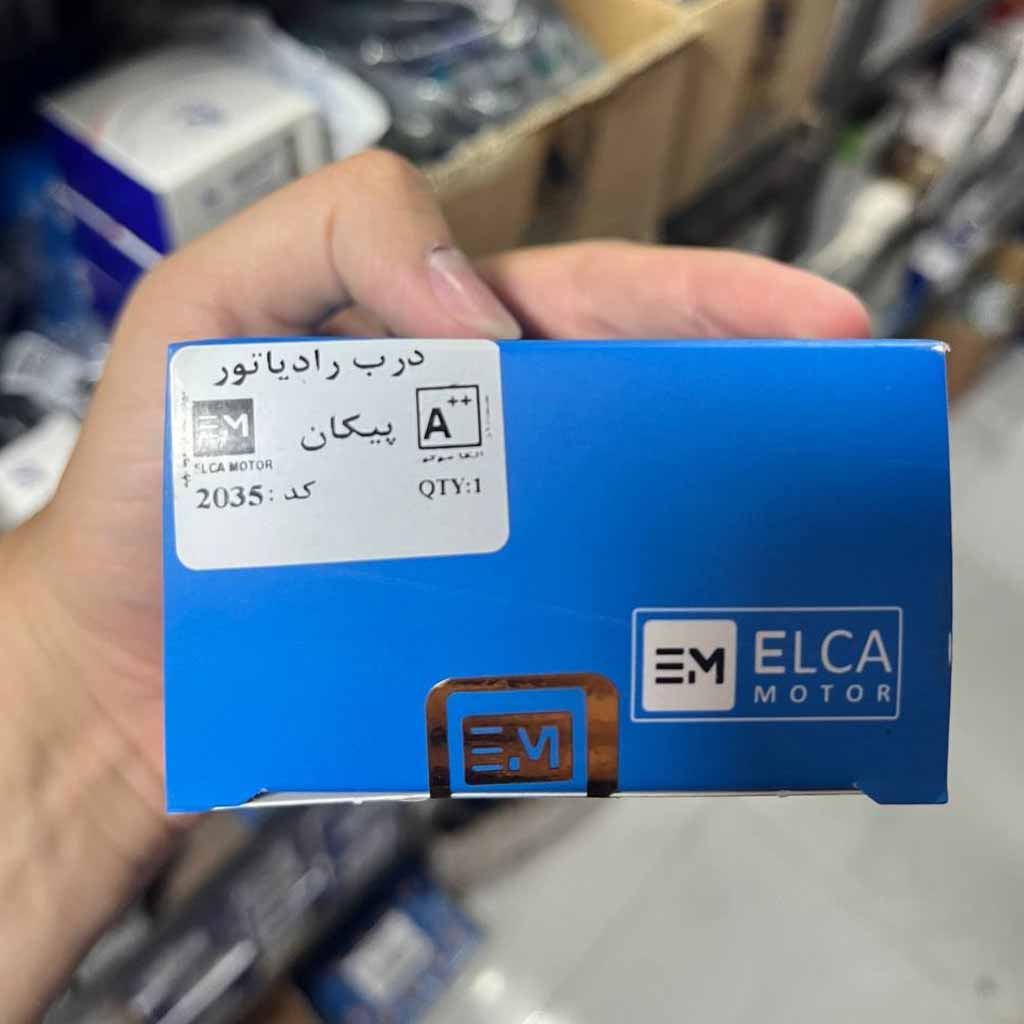 درب رادیاتور
EM
ELCA MOTOR
پیکان
A++
کد :2035
QTY:1
EM ELCA
MOTOR
EM